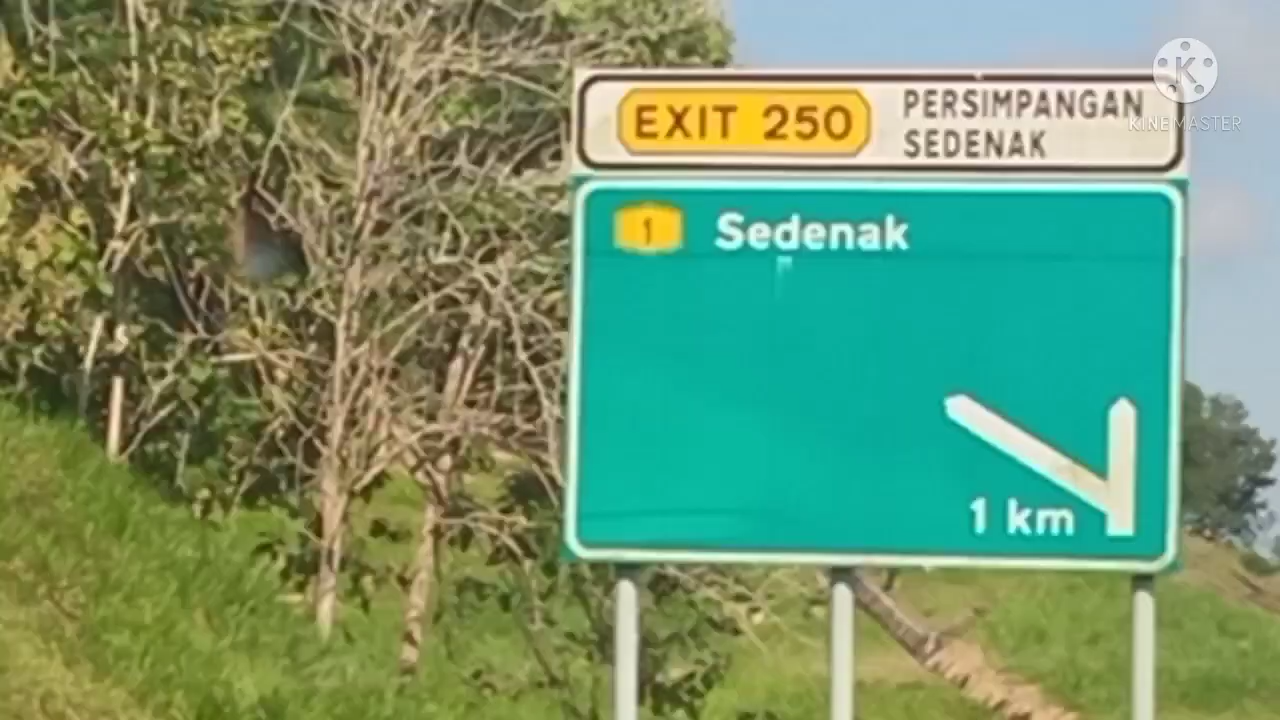 EXIT 250
PERSIMPANGAN
SEDENAK
1 Sedenak
1 km
K
KINEMASTER